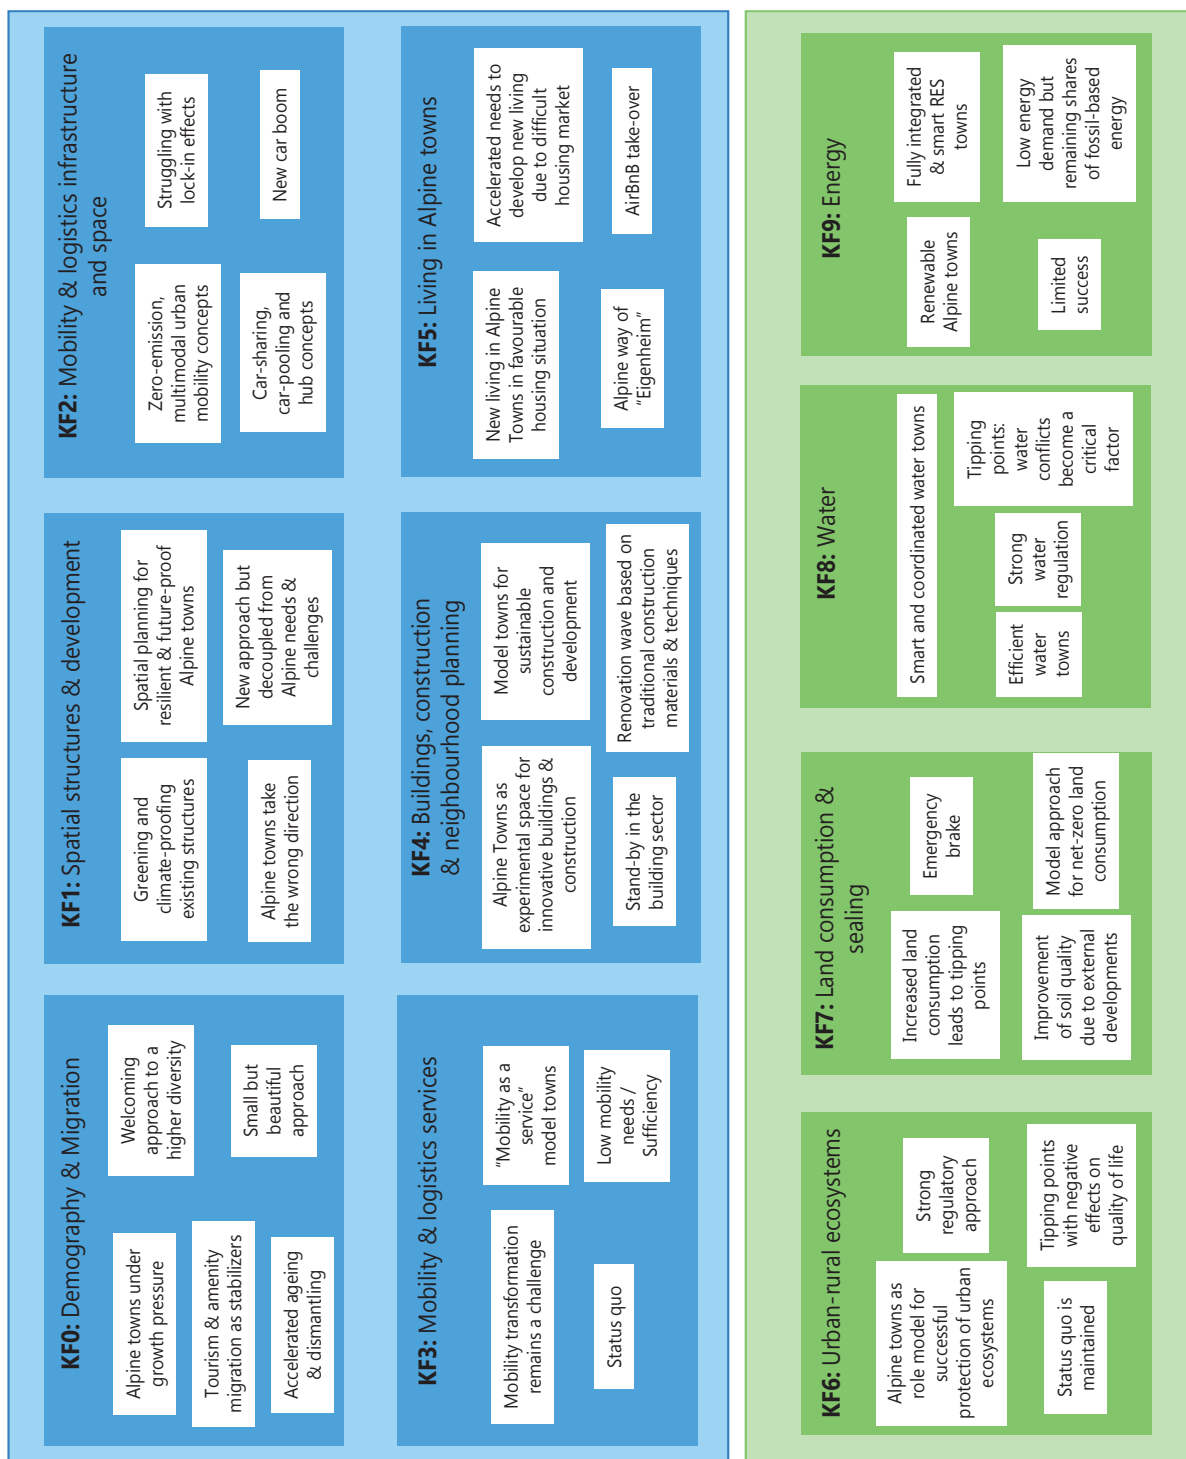 KF0: Demography & Migration
Alpine towns under
growth pressure
Welcoming
approach to a
higher diversity
Tourism & amenity
migration as stabilizers
Small but
beautiful
approach
Accelerated ageing
& dismantling
KF1: Spatial structures & development
Greening and
climate-proofing
existing structures
Spatial planning for
resilient & future-proof
Alpine towns
Alpine towns take
the wrong direction
New approach but
decoupled from
Alpine needs &
challenges
KF2: Mobility & logistics infrastructure
and space
Zero-emission,
multimodal urban
mobility concepts
Struggling with
lock-in effects
Car-sharing,
car-pooling and
hub concepts
New car boom
KF3: Mobility & logistics services
Mobility transformation
remains a challenge
“Mobility as a
service”
model towns
Status quo
Low mobility
needs /
Sufficiency
KF4: Buildings, construction
& neighbourhood planning
Alpine Towns as
experimental space for
innovative buildings &
construction
Model towns for
sustainable
construction and
development
Stand-by in the
building sector
Renovation wave based on
traditional construction
materials & techniques
KF5: Living in Alpine towns
New living in Alpine
Towns in favourable
housing situation
Accelerated needs to
develop new living
due to difficult
housing market
Alpine way of
“Eigenheim”
AirBnB take-over
KF6: Urban-rural ecosystems
Alpine towns as
role model for
successful
protection of urban
ecosystems
Strong
regulatory
approach
Status quo is
maintained
Tipping points
with negative
effects on
quality of life
KF7: Land consumption &
sealing
Increased land
consumption
leads to tipping
points
Emergency
brake
Improvement
of soil quality
due to external
developments
Model approach
for net-zero land
consumption
KF8: Water
Smart and coordinated water towns
Efficient
water
towns
Strong
water
regulation
Tipping
points:
water
conflicts
become a
critical
factor
KF9: Energy
Renewable
Alpine towns
Fully integrated
& smart RES
towns
Limited
success
Low energy
demand but
remaining shares
of fossil-based
energy